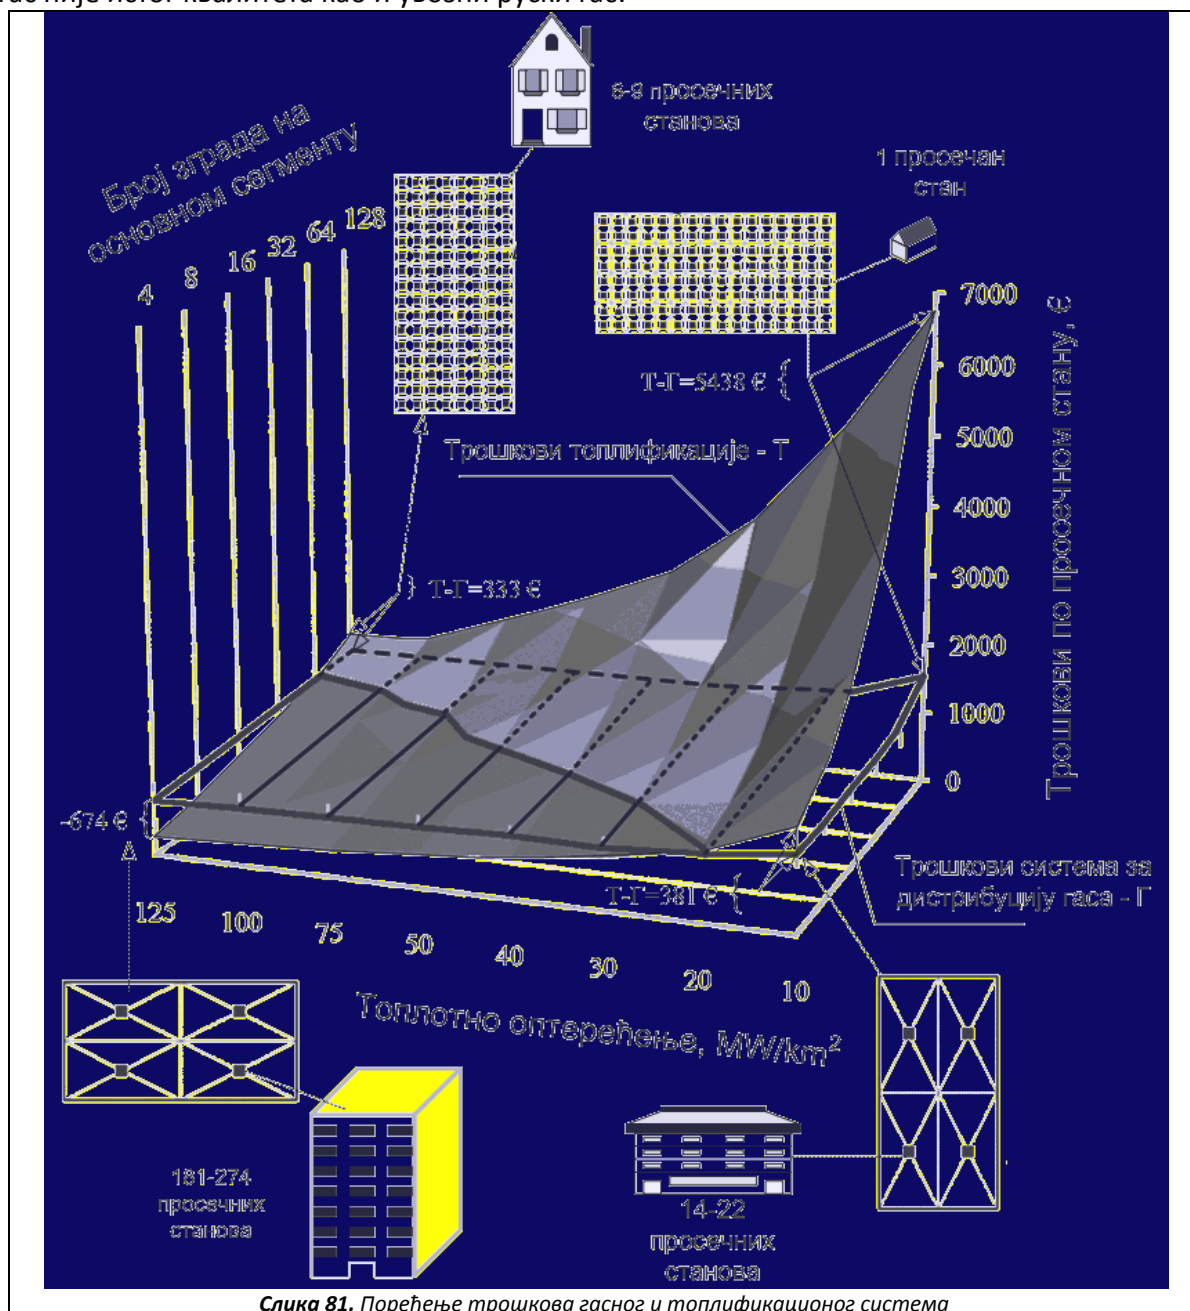 6-9 просечних
станова
1 просечан
стан
Број зграда на
основном сегменту
4
8
16
32
64
128
7000
6000
5000
4000
3000
2000
1000
0
Трошкови по просечном стану, €
Т-Г=5438 €
Трошкови топлификације - Т
Т-Г=333 €
-674 €
Т-Г=381 €
Трошкови система за
дистрибуцију гаса - Г
125
100
75
50
40
30
20
10
Топлотно оптерећење, MW/km²
181-274
просечних
станова
14-22
просечних
станова
Слика 81. Поређење трошкова гасног и топлификационог система